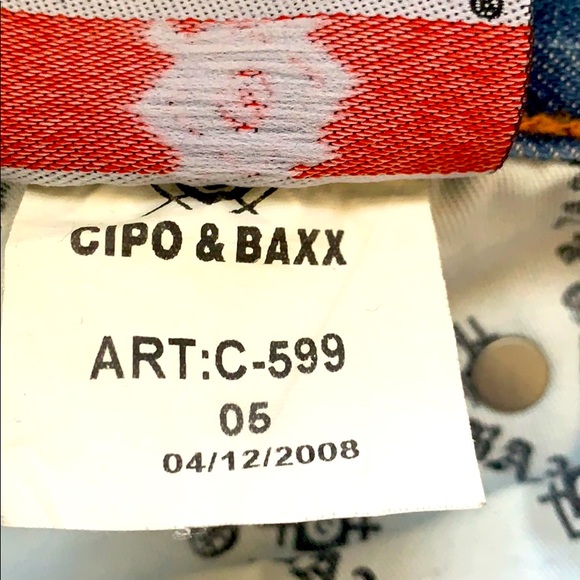 ®
CIPO & BAXX
ART:C-599
05
04/12/2008